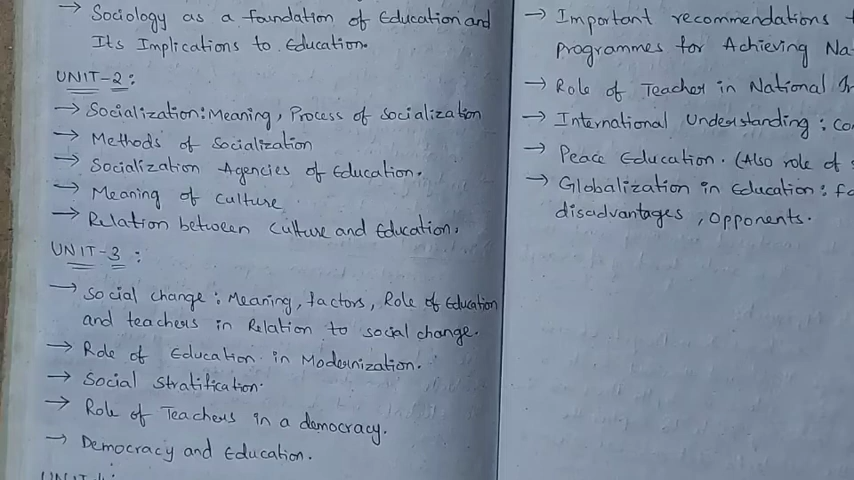 → Sociology as a foundation of Education and
Its Implications to Education.
UNIT-2:
→ Socialization: Meaning, Process of Socialization
→ Methods of Socialization
→ Socialization Agencies of Education.
→ Meaning of culture
→ Relation between culture and Education.
UNIT-3:
→ Social change: Meaning, factors, Role of Education
and teachers in Relation to social change.
→ Role of Education in Modernization.
→ Social Stratification.
→ Role of Teachers in a democracy.
→ Democracy and Education.
→ Important recommendations
programmes for Achieving Na
→ Role of Teacher in National
→ International Understanding:
→ Peace Education. (Also role of
→ Globalization in Education:
disadvantages, Opponents.